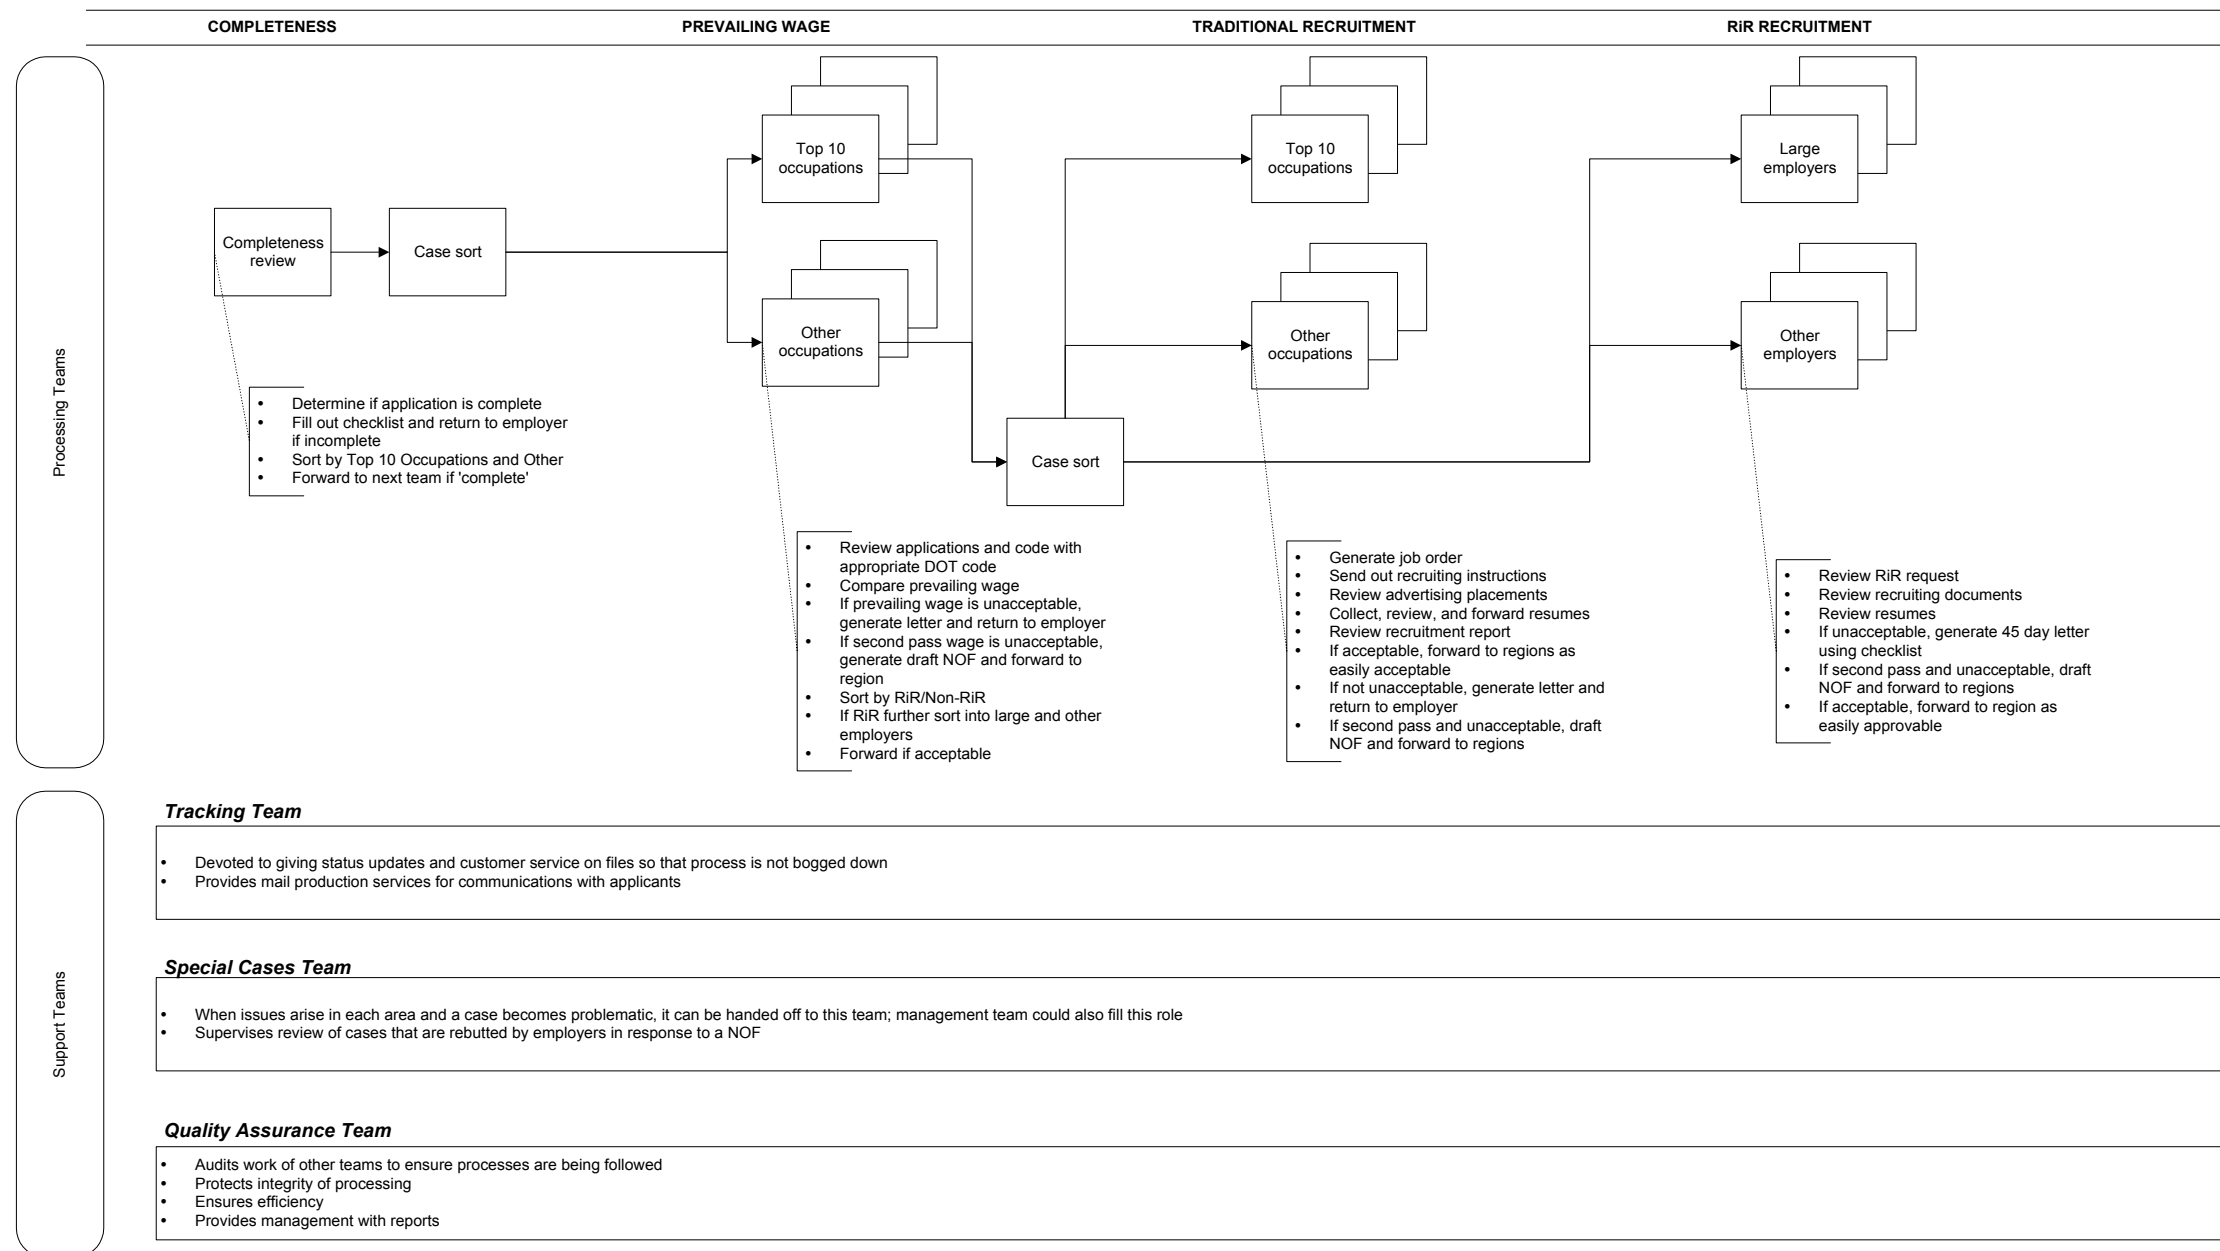 COMPLETENESS
PREVAILING WAGE
TRADITIONAL RECRUITMENT
RiR RECRUITMENT
Processing Teams
Completeness
review
Case sort
Top 10
occupations
Other
occupations
Case sort
Top 10
occupations
Other
occupations
Large
employers
Other
employers
• Determine if application is complete
• Fill out checklist and return to employer
if incomplete
• Sort by Top 10 Occupations and Other
• Forward to next team if 'complete'
• Review applications and code with
appropriate DOT code
• Compare prevailing wage
• If prevailing wage is unacceptable,
generate letter and return to employer
• If second pass wage is unacceptable,
generate draft NOF and forward to
region
• Sort by RiR/Non-RiR
• If RiR further sort into large and other
employers
• Forward if acceptable
• Generate job order
• Send out recruiting instructions
• Review advertising placements
• Collect, review, and forward resumes
• Review recruitment report
• If acceptable, forward to regions as
easily acceptable
• If not unacceptable, generate letter and
return to employer
• If second pass and unacceptable, draft
NOF and forward to regions
• Review RiR request
• Review recruiting documents
• Review resumes
• If unacceptable, generate 45 day letter
using checklist
• If second pass and unacceptable, draft
NOF and forward to regions
• If acceptable, forward to region as
easily approvable
Support Teams
Tracking Team
• Devoted to giving status updates and customer service on files so that process is not bogged down
• Provides mail production services for communications with applicants
Special Cases Team
• When issues arise in each area and a case becomes problematic, it can be handed off to this team; management team could also fill this role
• Supervises review of cases that are rebutted by employers in response to a NOF
Quality Assurance Team
• Audits work of other teams to ensure processes are being followed
• Protects integrity of processing
• Ensures efficiency
• Provides management with reports